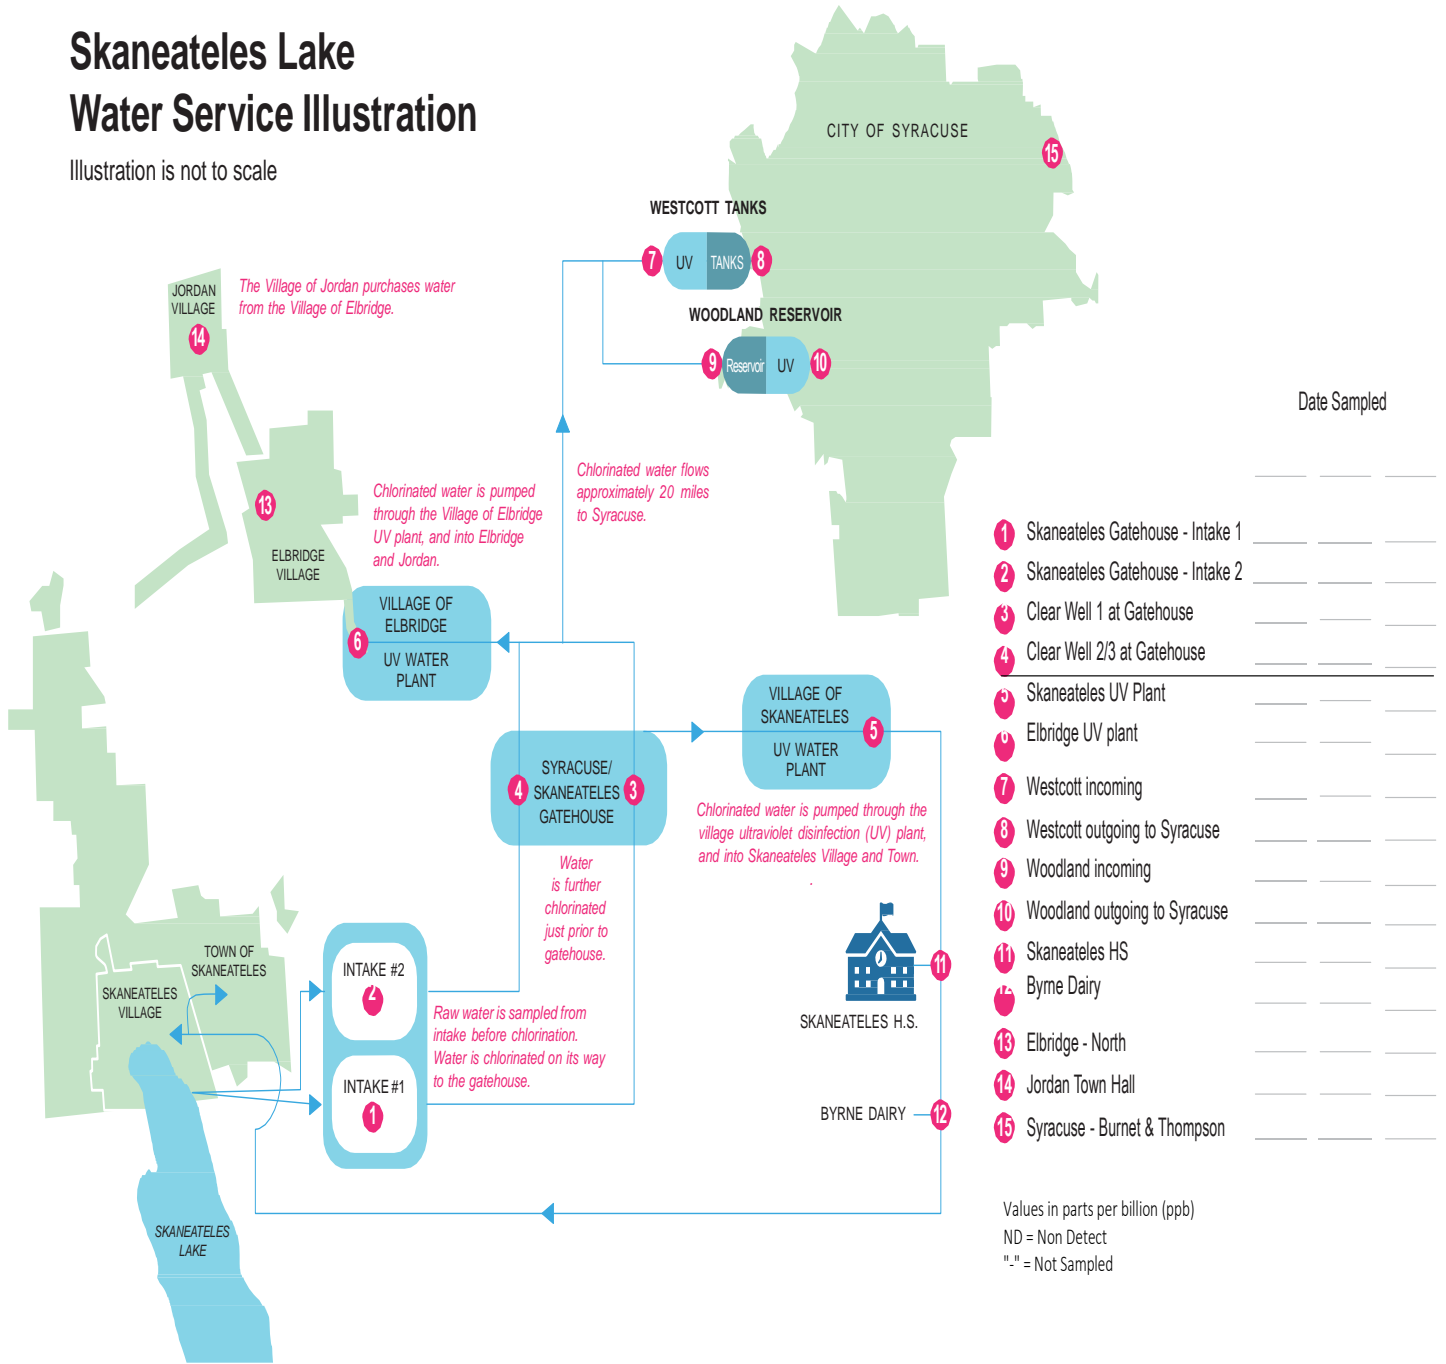 Skaneateles Lake
Water Service Illustration
Illustration is not to scale
CITY OF SYRACUSE
15
WESTCOTT TANKS
7
UV
TANKS
8
WOODLAND RESERVOIR
9
Reservoir
UV
10
JORDAN
VILLAGE
14
The Village of Jordan purchases water
from the Village of Elbridge.
13
ELBRIDGE
VILLAGE
Chlorinated water is pumped
through the Village of Elbridge
UV plant, and into Elbridge
and Jordan.
Chlorinated water flows
approximately 20 miles
to Syracuse.
VILLAGE OF
ELBRIDGE
6
UV WATER
PLANT
VILLAGE OF
SKANEATELES
5
UV WATER
PLANT
SYRACUSE/
SKANEATELES
GATEHOUSE
4
3
Chlorinated water is pumped through the
village ultraviolet disinfection (UV) plant,
and into Skaneateles Village and Town.
.
Water
is further
chlorinated
just prior to
gatehouse.
TOWN OF
SKANEATELES
SKANEATELES
VILLAGE
INTAKE #2
2
INTAKE #1
1
Raw water is sampled from
intake before chlorination.
Water is chlorinated on its way
to the gatehouse.
11
SKANEATELES H.S.
BYRNE DAIRY
12
SKANEATELES
LAKE
Date Sampled
1 Skaneateles Gatehouse - Intake 1
2 Skaneateles Gatehouse - Intake 2
3 Clear Well 1 at Gatehouse
4 Clear Well 2/3 at Gatehouse
5 Skaneateles UV Plant
6 Elbridge UV plant
7 Westcott incoming
8 Westcott outgoing to Syracuse
9 Woodland incoming
10 Woodland outgoing to Syracuse
11 Skaneateles HS
12 Byrne Dairy
13 Elbridge - North
14 Jordan Town Hall
15 Syracuse - Burnet & Thompson
Values in parts per billion (ppb)
ND = Non Detect
"-" = Not Sampled